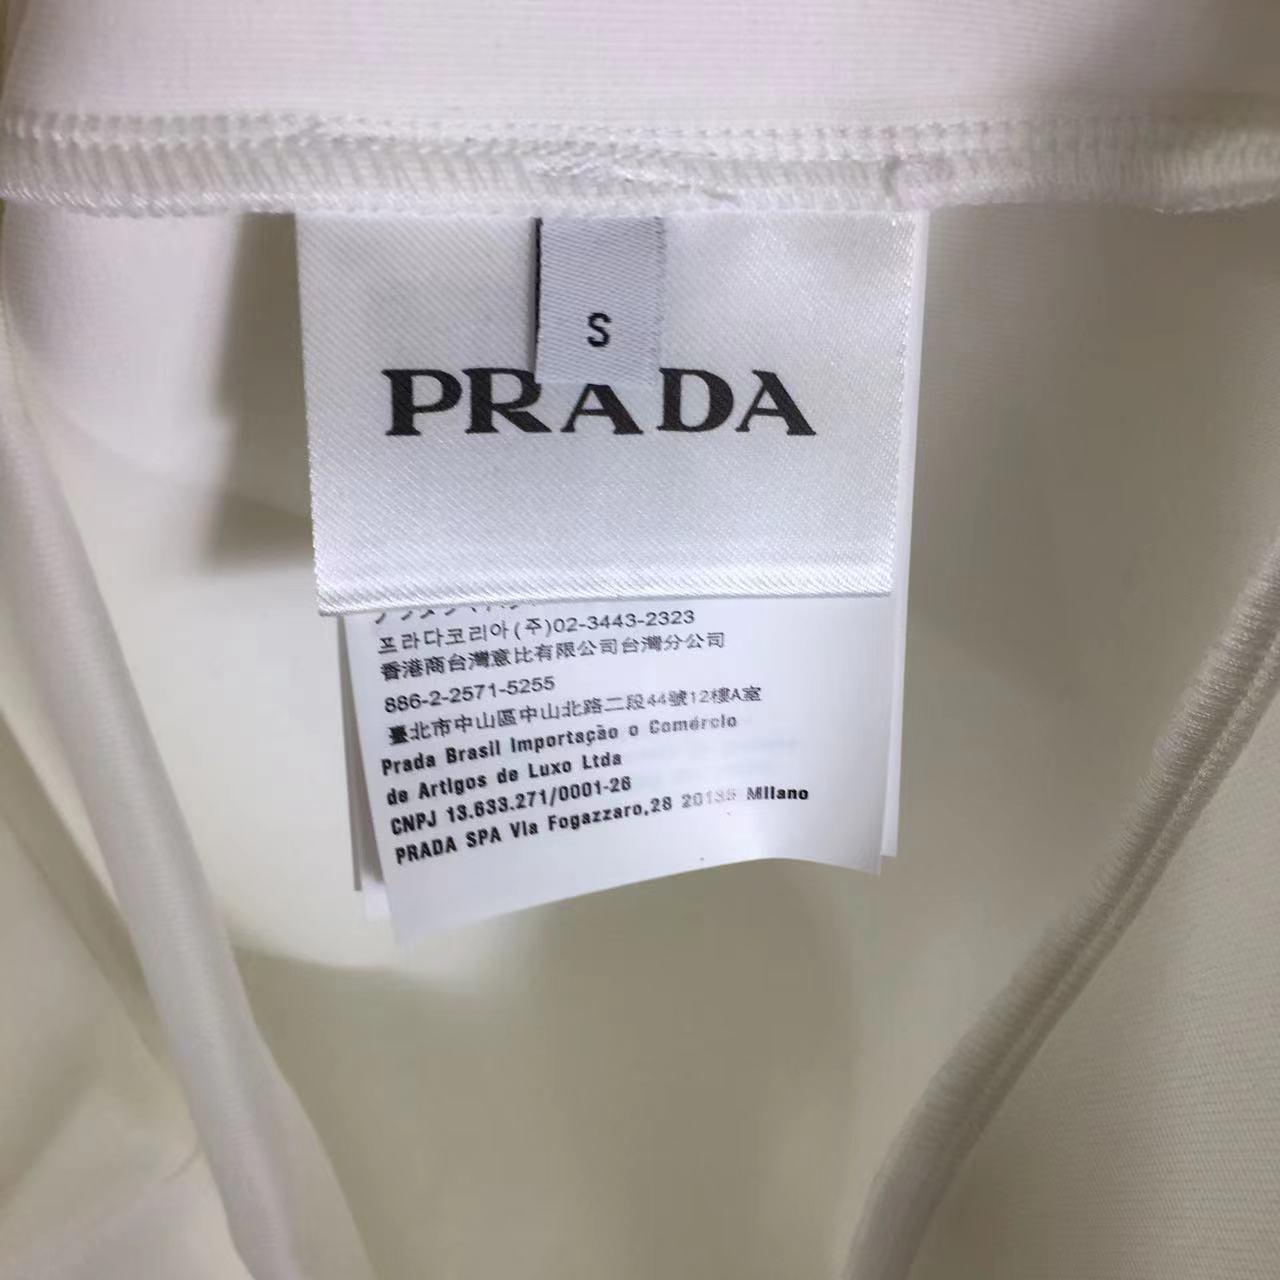 S
PRADA
프라다코리아(주)02-3443-2323
香港商台灣意比有限公司台灣分公司
886-2-2571-5255
臺北市中山區中山北路二段44號12樓A室
Prada Brasil Importação o Comércio
de Artigos de Luxo Ltda
CNPJ 13.633.271/0001-26
PRADA SPA Via Fogazzaro,28 20135 Milano